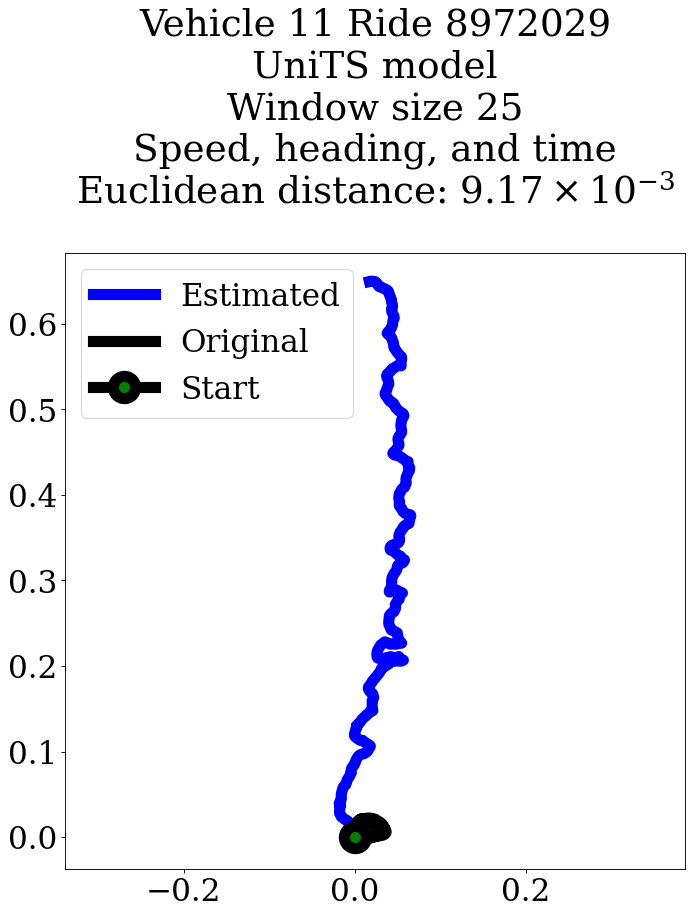 Vehicle 11 Ride 8972029
UniTS model
Window size 25
Speed, heading, and time
Euclidean distance: 9.17 × 10⁻³
Estimated
Original
Start
0.6
0.5
0.4
0.3
0.2
0.1
0.0
−0.2 0.0 0.2